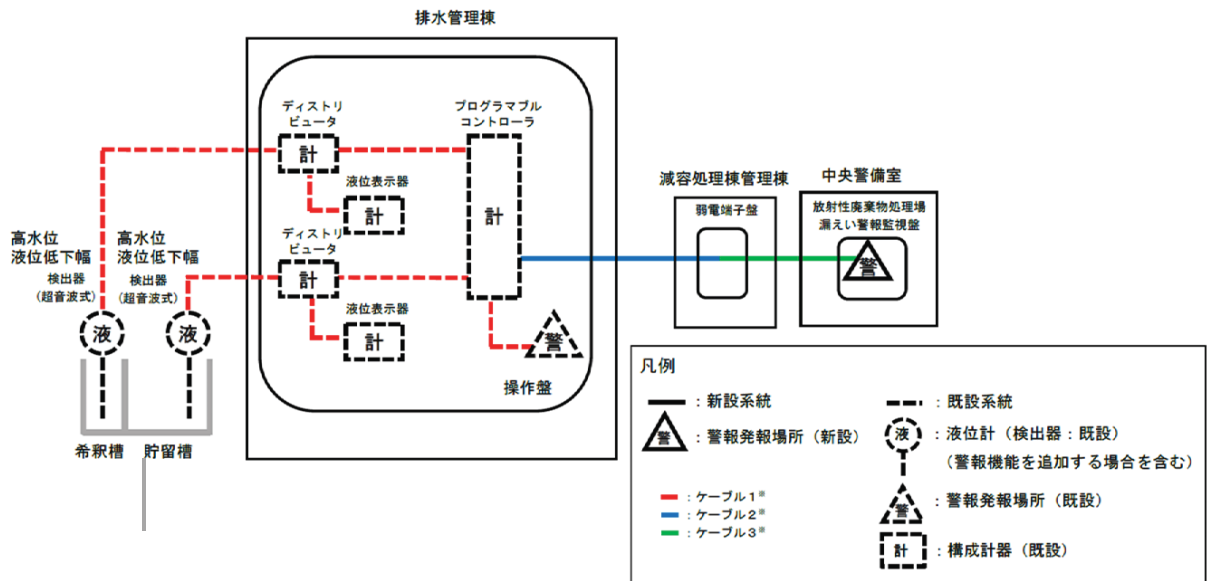 排水管理棟
ディストリ
ビュータ
計
液位表示器
計
ディストリ
ビュータ
計
液位表示器
計
プログラマブル
コントローラ
計
警
操作盤
高水位
液位低下幅
検出器
(超音波式)
液
高水位
液位低下幅
検出器
(超音波式)
液
希釈槽
貯留槽
減容処理棟管理棟
弱電端子盤
中央警備室
放射性廃棄物処理場
漏えい警報監視盤
警
凡例
:新設系統
警
:警報発報場所(新設)
:ケーブル1※
:ケーブル2※
:ケーブル3※
:既設系統
液
:液位計(検出器:既設)
(警報機能を追加する場合を含む)
警
:警報発報場所(既設)
計
:構成計器(既設)